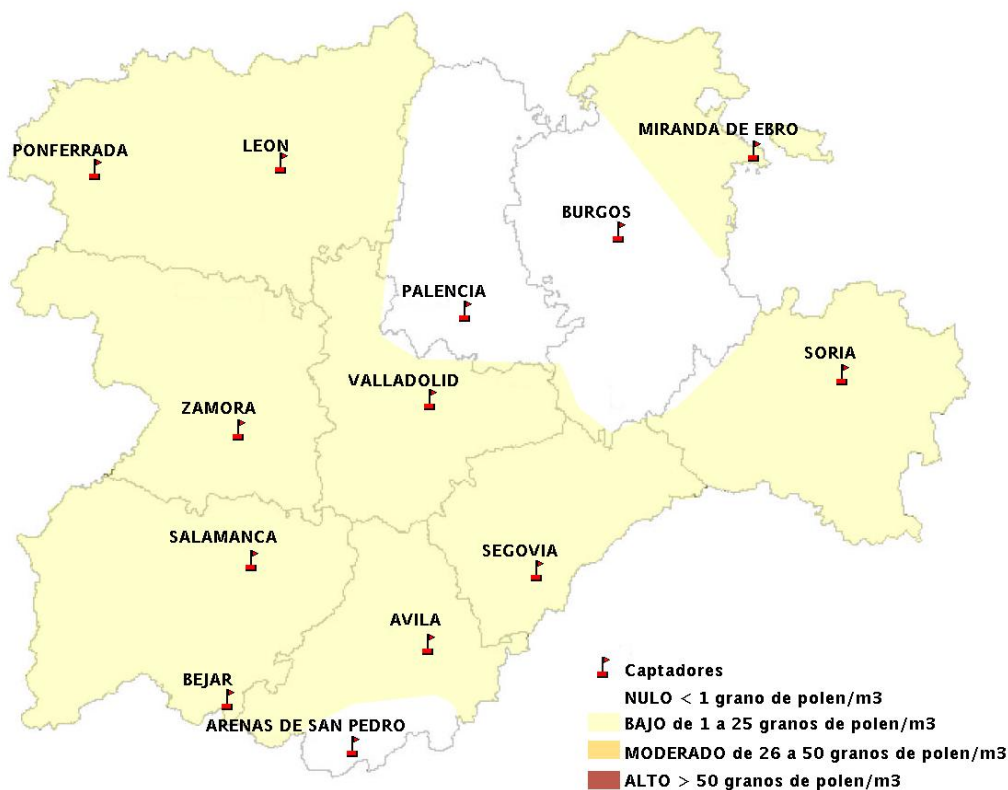 MIRANDA DE EBRO
PONFERRADA
LEON
BURGOS
PALENCIA
SORIA
VALLADOLID
ZAMORA
SALAMANCA
SEGOVIA
AVILA
BEJAR
ARENAS DE SAN PEDRO
Captadores
NULO < 1 grano de polen/m3
BAJO de 1 a 25 granos de polen/m3
MODERADO de 26 a 50 granos de polen/m3
ALTO > 50 granos de polen/m3